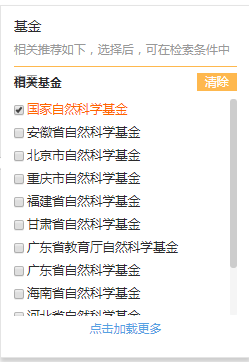 基金
相关推荐如下，选择后，可在检索条件中
相关基金
清除
国家自然科学基金
安徽省自然科学基金
北京市自然科学基金
重庆市自然科学基金
福建省自然科学基金
甘肃省自然科学基金
广东省教育厅自然科学基金
广东省自然科学基金
海南省自然科学基金
河北省自然科学基金
点击加载更多